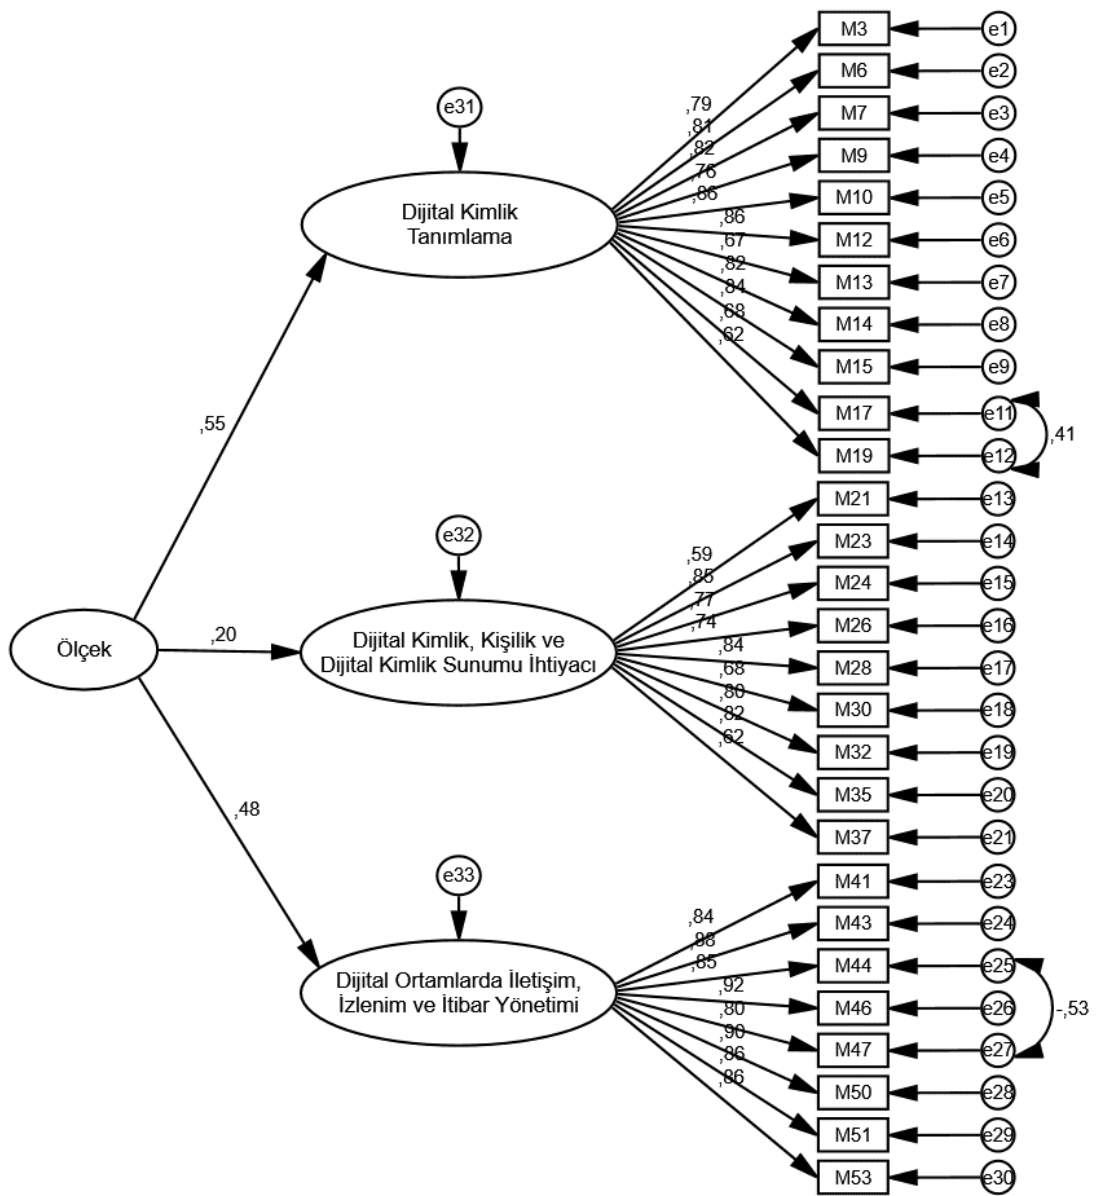 M3
e1
M6
e2
e31
,79
M7
e3
,81
,82
M9
e4
,76
,86
M10
e5
Dijital Kimlik
Tanımlama
,86
M12
e6
,67
,82
M13
e7
,84
,68
M14
e8
,62
M15
e9
,55
M17
e11
,41
M19
e12
M21
e13
e32
M23
e14
,59
,85
M24
e15
,77
,74
M26
e16
Ölçek
,20
Dijital Kimlik, Kişilik ve
Dijital Kimlik Sunumu İhtiyacı
,84
,68
M28
e17
,80
,82
M30
e18
,62
M32
e19
M35
e20
,48
M37
e21
e33
M41
e23
,84
M43
e24
,98
,85
M44
e25
Dijital Ortamlarda İletişim,
İzlenim ve İtibar Yönetimi
,92
,80
M46
e26
-,53
,90
,86
M47
e27
,86
M50
e28
M51
e29
M53
e30